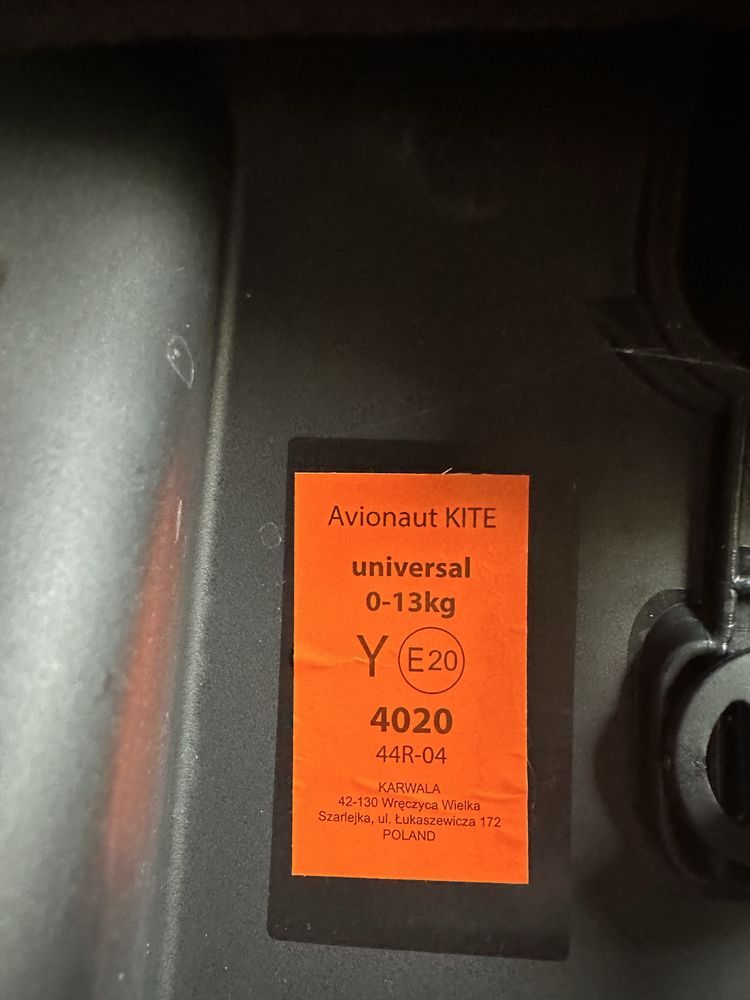 Avionaut KITE
universal
0-13kg
Y E20
4020
44R-04
KARWALA
42-130 Wręczyca Wielka
Szarlejka, ul. Łukaszewicza 172
POLAND